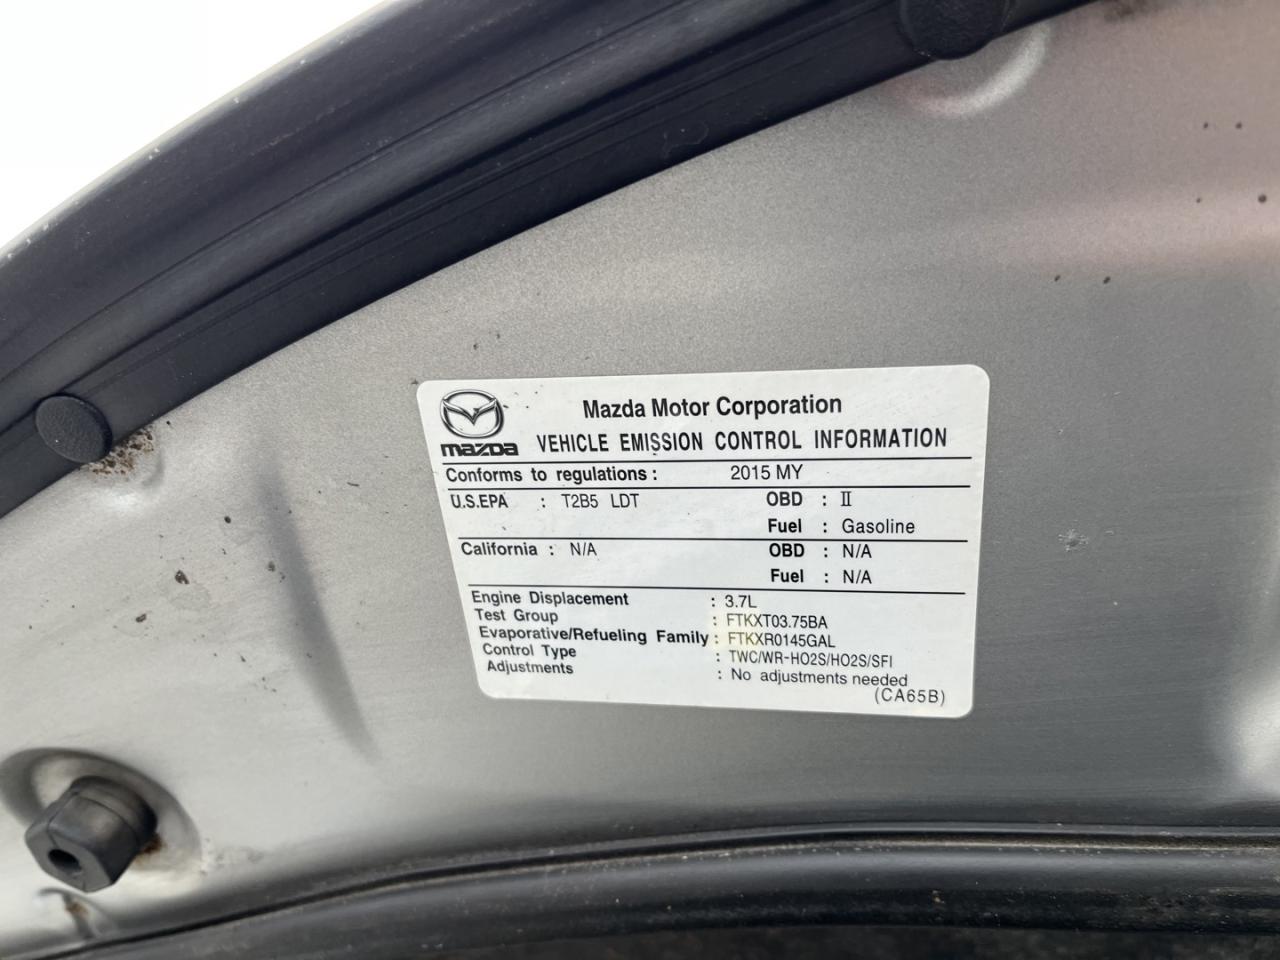 Mazda Motor Corporation
mazda VEHICLE EMISSION CONTROL INFORMATION
Conforms to regulations : 2015 MY
U.S.EPA : T2B5 LDT OBD : II
Fuel : Gasoline
California : N/A OBD : N/A
Fuel : N/A
Engine Displacement : 3.7L
Test Group : FTKXT03.75BA
Evaporative/Refueling Family : FTKXR0145GAL
Control Type : TWC/WR-HO2S/HO2S/SFI
Adjustments : No adjustments needed
(CA65B)